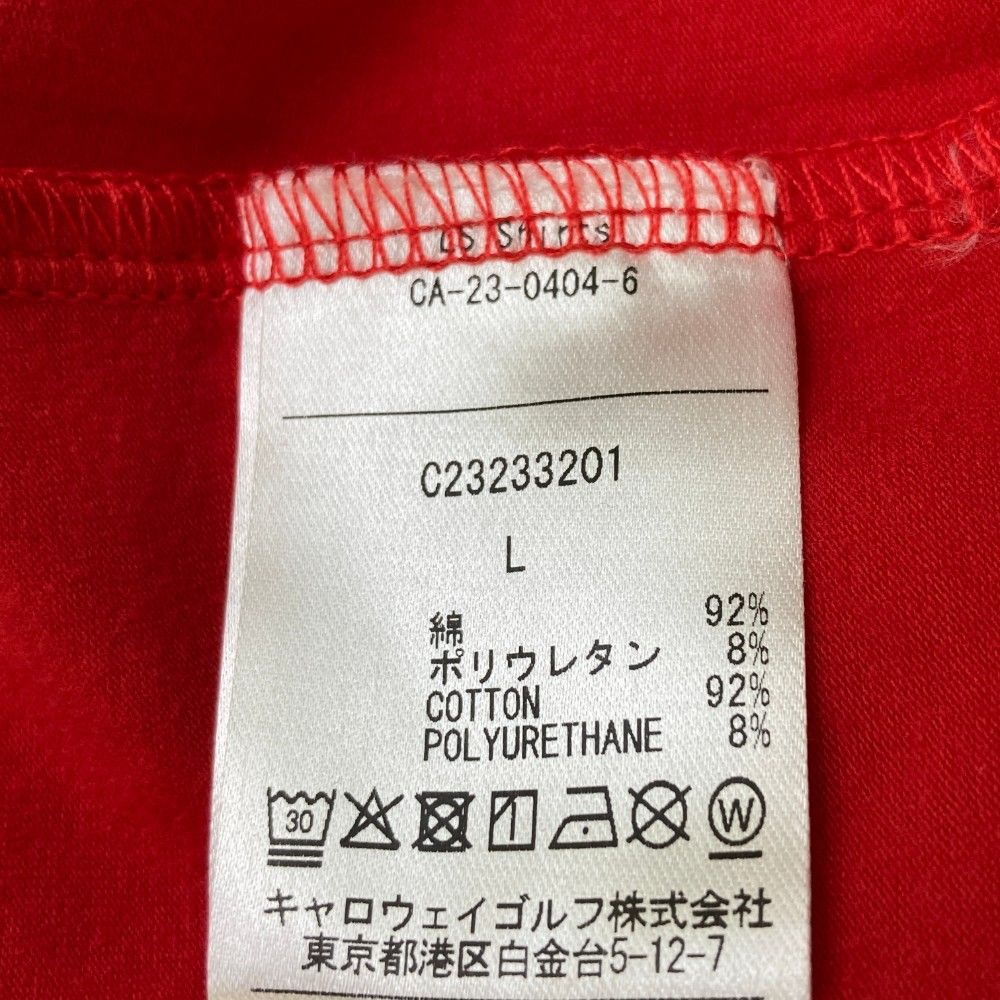 LS Shirts
CA-23-0404-6
C23233201
L
綿 92%
ポリウレタン 8%
COTTON 92%
POLYURETHANE 8%
30 W
キャロウェイゴルフ株式会社
東京都港区白金台5-12-7